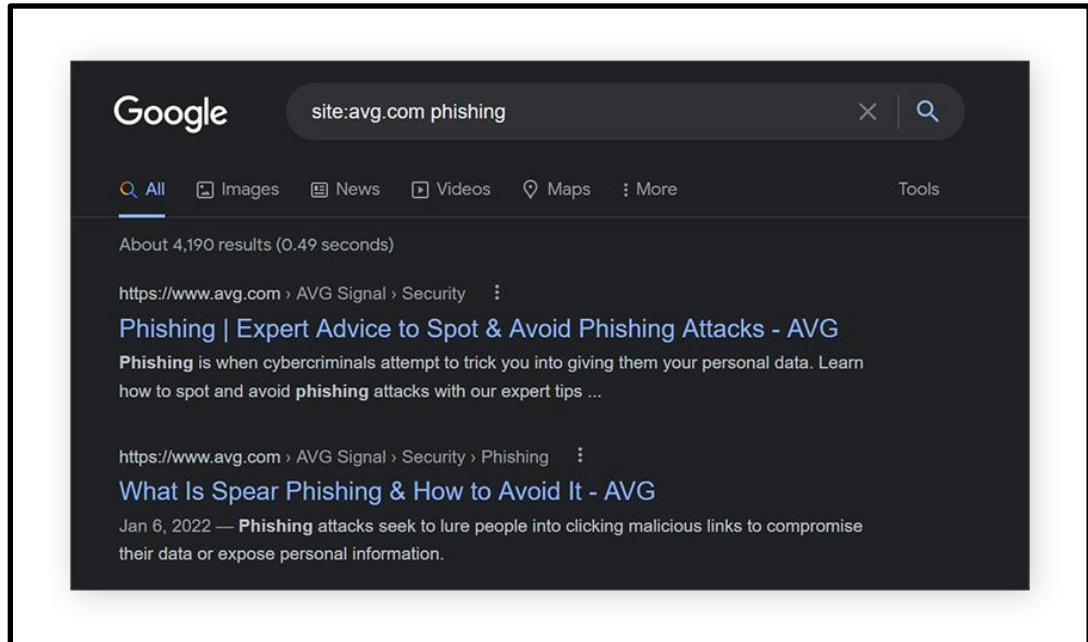 Google
site:avg.com phishing
All Images News Videos Maps More Tools
About 4,190 results (0.49 seconds)
https://www.avg.com › AVG Signal › Security
Phishing | Expert Advice to Spot & Avoid Phishing Attacks - AVG
Phishing is when cybercriminals attempt to trick you into giving them your personal data. Learn
how to spot and avoid phishing attacks with our expert tips ...
https://www.avg.com › AVG Signal › Security › Phishing
What Is Spear Phishing & How to Avoid It - AVG
Jan 6, 2022 — Phishing attacks seek to lure people into clicking malicious links to compromise
their data or expose personal information.